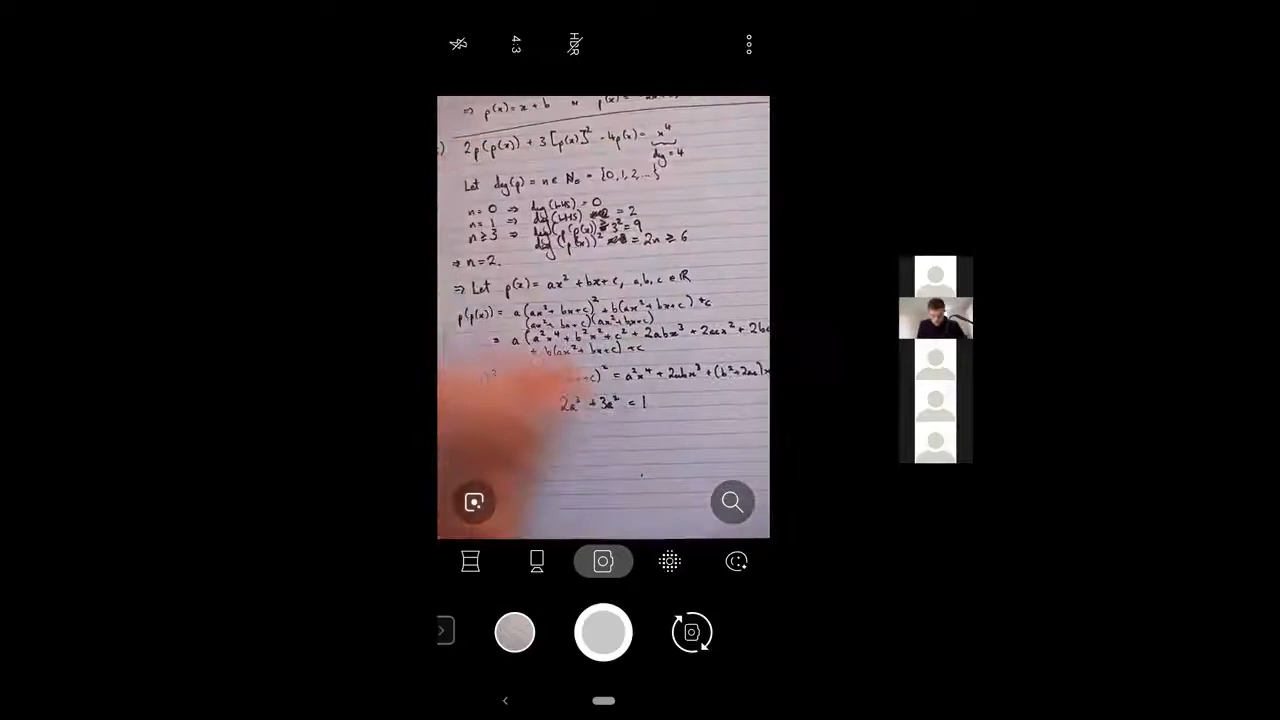 4:3 HDR
=> p(x) = x + b
2p(p(x)) + 3[p(x)]² - 4p(x) = x⁴
deg = 4
Let deg(p) = n ∈ N₀ = {0, 1, 2, ...}
n = 0 => deg(LHS) = 0
n = 1 => deg(LHS) = 2
n ≥ 3 => deg(p(p(x)) ≥ 3² = 9
deg(p(x))² = 2n ≥ 6
=> n = 2.
=> Let p(x) = ax² + bx + c, a, b, c ∈ R
p(p(x)) = a(ax² + bx + c)² + b(ax² + bx + c) + c
(ax² + bx + c)(ax² + bx + c)
= a(a²x⁴ + b²x² + c² + 2abx³ + 2acx² + 2bc
+ b(ax² + bx + c) + c
+c)² = a²x⁴ + 2abx³ + (b² + 2ac)x
2a³ + 3a² = 1